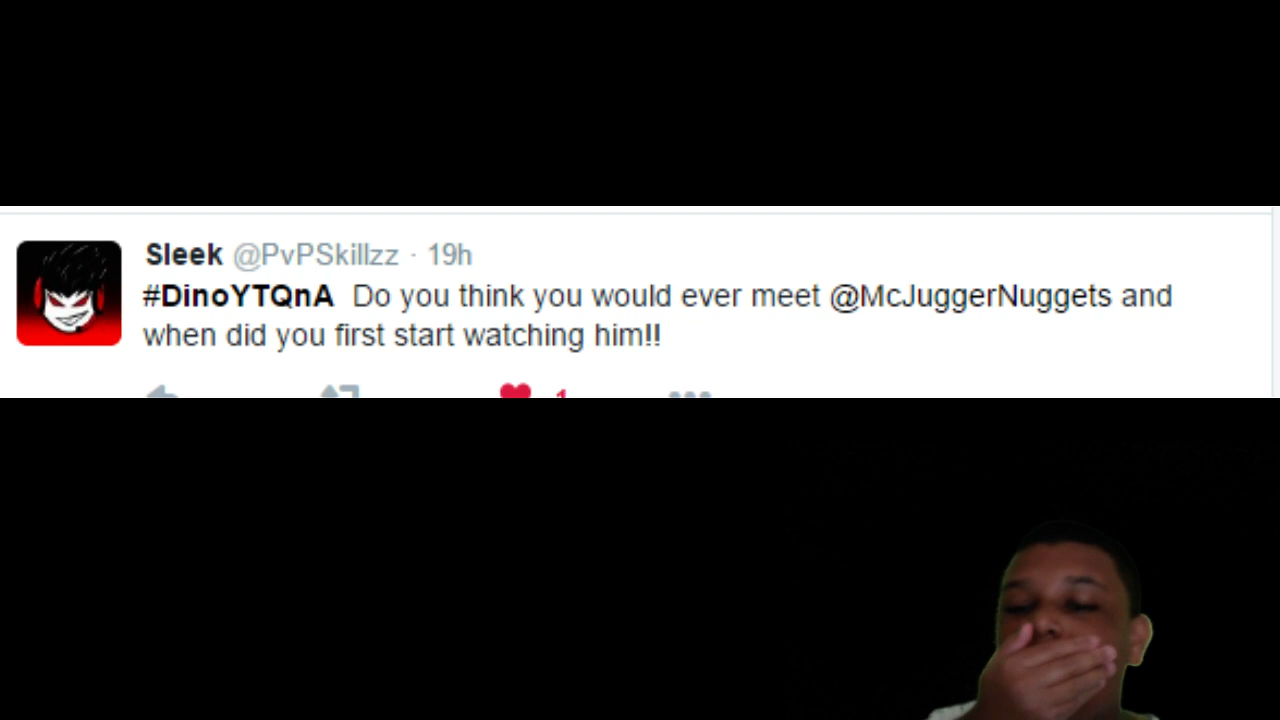 Sleek @PvPSkillzz · 19h
#DinoYTQnA Do you think you would ever meet @McJuggerNuggets and
when did you first start watching him!!
1